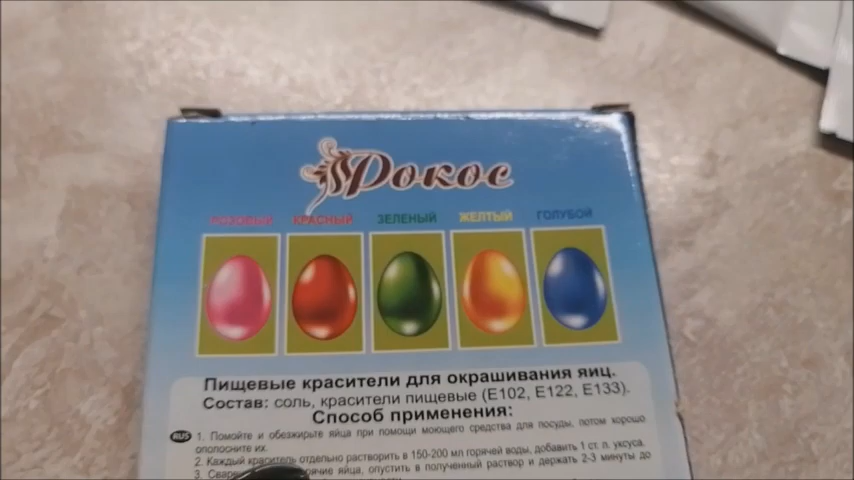 Рокос
РОЗОВЫЙ КРАСНЫЙ ЗЕЛЕНЫЙ ЖЕЛТЫЙ ГОЛУБОЙ
Пищевые красители для окрашивания яиц.
Состав: соль, красители пищевые (Е102, Е122, Е133).
Способ применения:
RUS 1. Помойте и обезжирьте яйца при помощи моющего средства для посуды, потом хорошо
ополосните их.
2. Каждый краситель отдельно растворить в 150-200 мл горячей воды, добавить 1 ст. л. уксуса.
3. яйца, опустить в полученный раствор и держать 2-3 минуты до